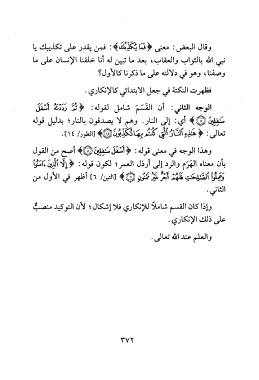 وقال البعض: معنى ﴿فَمَا يُكَذِّبُكَ﴾: فمن يقدر على تكذيبك يا
نبي الله بالثواب والعقاب، بعد ما تبين له أنا خلقنا الإنسان على ما
وصفنا، وهو في دلالته على ما ذكرنا كالأول؟
فظهرت النكتة في جعل الابتدائي كالإنكاري.
الوجه الثاني: أن القَسَمَ شامل لقوله: ﴿ثُمَّ رَدَدْنَهُ أَسْفَلَ
سَفِلِينَ﴾ أي: إلى النار. وهم لا يصدقون بالنار؛ بدليل قوله
تعالى: ﴿هَذِهِ النَّارُ الَّتِي كُنتُم بِهَا تُكَذِّبُونَ﴾ [الطور/ ١٤].
وهذا الوجه في معنى قوله: ﴿أَسْفَلَ سَفِلِينَ﴾ أصح من القول
بأن معناه الهَرَم والرد إلى أرذل العمر؛ لكون قوله: ﴿إِلَّا الَّذِينَ ءَامَنُوا
وَعَمِلُوا الصَّلِحَتِ فَلَهُمْ أَجْرٌ غَيْرُ مَمْنُونٍ﴾ [التين/ ٦] أظهر في الأول من
الثاني.
وإذا كان القسم شاملًا للإنكاري فلا إشكال؛ لأن التوكيد منصبٌّ
على ذلك الإنكاري.
والعلم عند الله تعالى.
٣٧٢